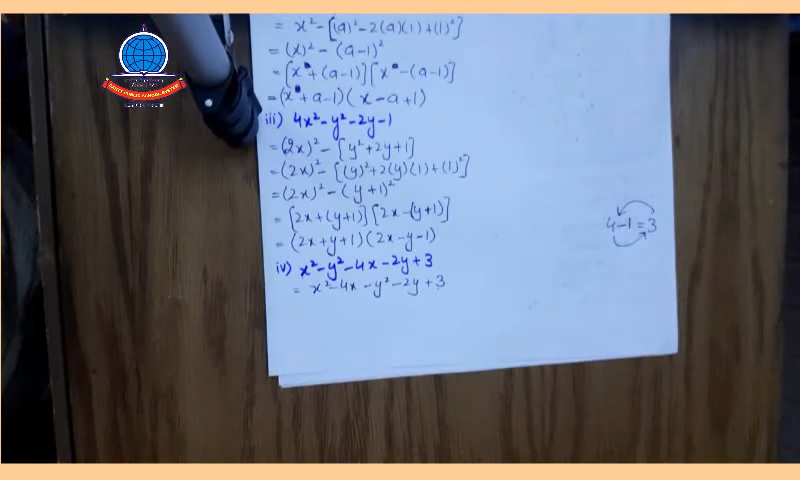 = x² - [(a)² - 2(a)(1) + (1)²]
= (x)² - (a-1)²
= [x + (a-1)][x - (a-1)]
= (x + a - 1)(x - a + 1)
iii) 4x² - y² - 2y - 1
= (2x)² - [y² + 2y + 1]
= (2x)² - [(y)² + 2(y)(1) + (1)²]
= (2x)² - (y+1)²
= [2x + (y+1)][2x - (y+1)]
= (2x + y + 1)(2x - y - 1)
iv) x² - y² - 4x - 2y + 3
= x² - 4x - y² - 2y + 3
4 - 1 = 3